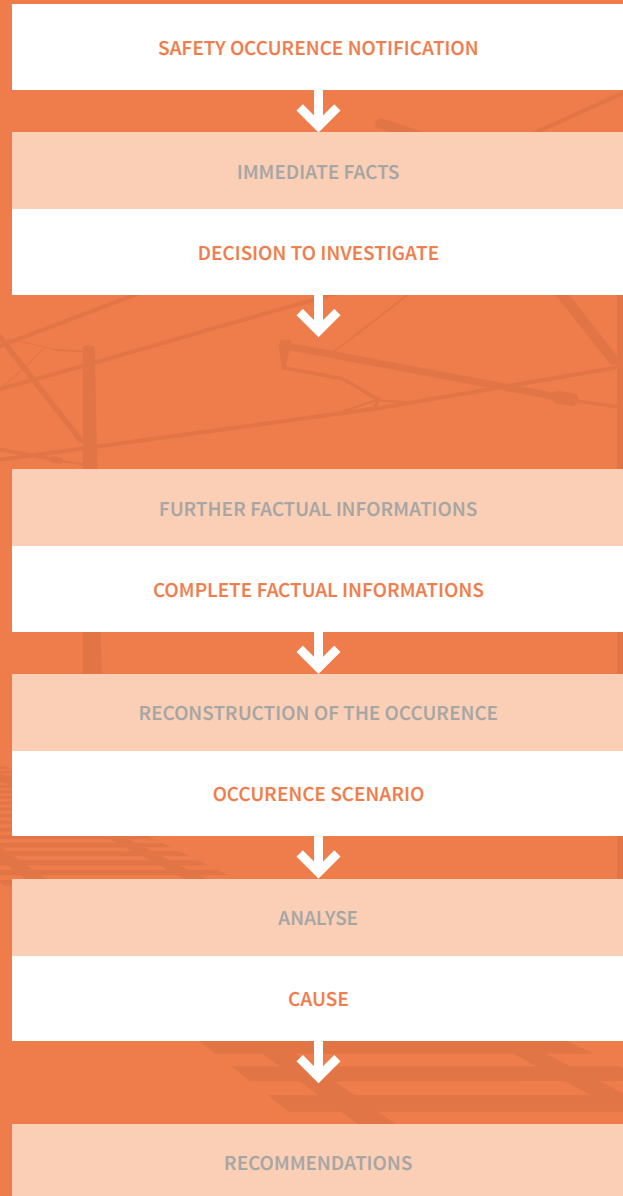 SAFETY OCCURENCE NOTIFICATION
IMMEDIATE FACTS
DECISION TO INVESTIGATE
FURTHER FACTUAL INFORMATIONS
COMPLETE FACTUAL INFORMATIONS
RECONSTRUCTION OF THE OCCURENCE
OCCURENCE SCENARIO
ANALYSE
CAUSE
RECOMMENDATIONS